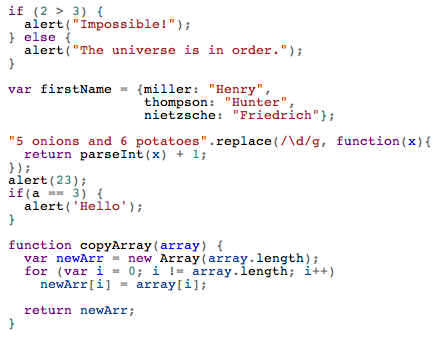 if (2 > 3) {
  alert("Impossible!");
} else {
  alert("The universe is in order.");
}

var firstName = {miller: "Henry",
                 thompson: "Hunter",
                 nietzsche: "Friedrich"};

"5 onions and 6 potatoes".replace(/\d/g, function(x){
  return parseInt(x) + 1;
});
alert(23);
if(a == 3) {
  alert('Hello');
}

function copyArray(array) {
  var newArr = new Array(array.length);
  for (var i = 0; i != array.length; i++)
    newArr[i] = array[i];

  return newArr;
}